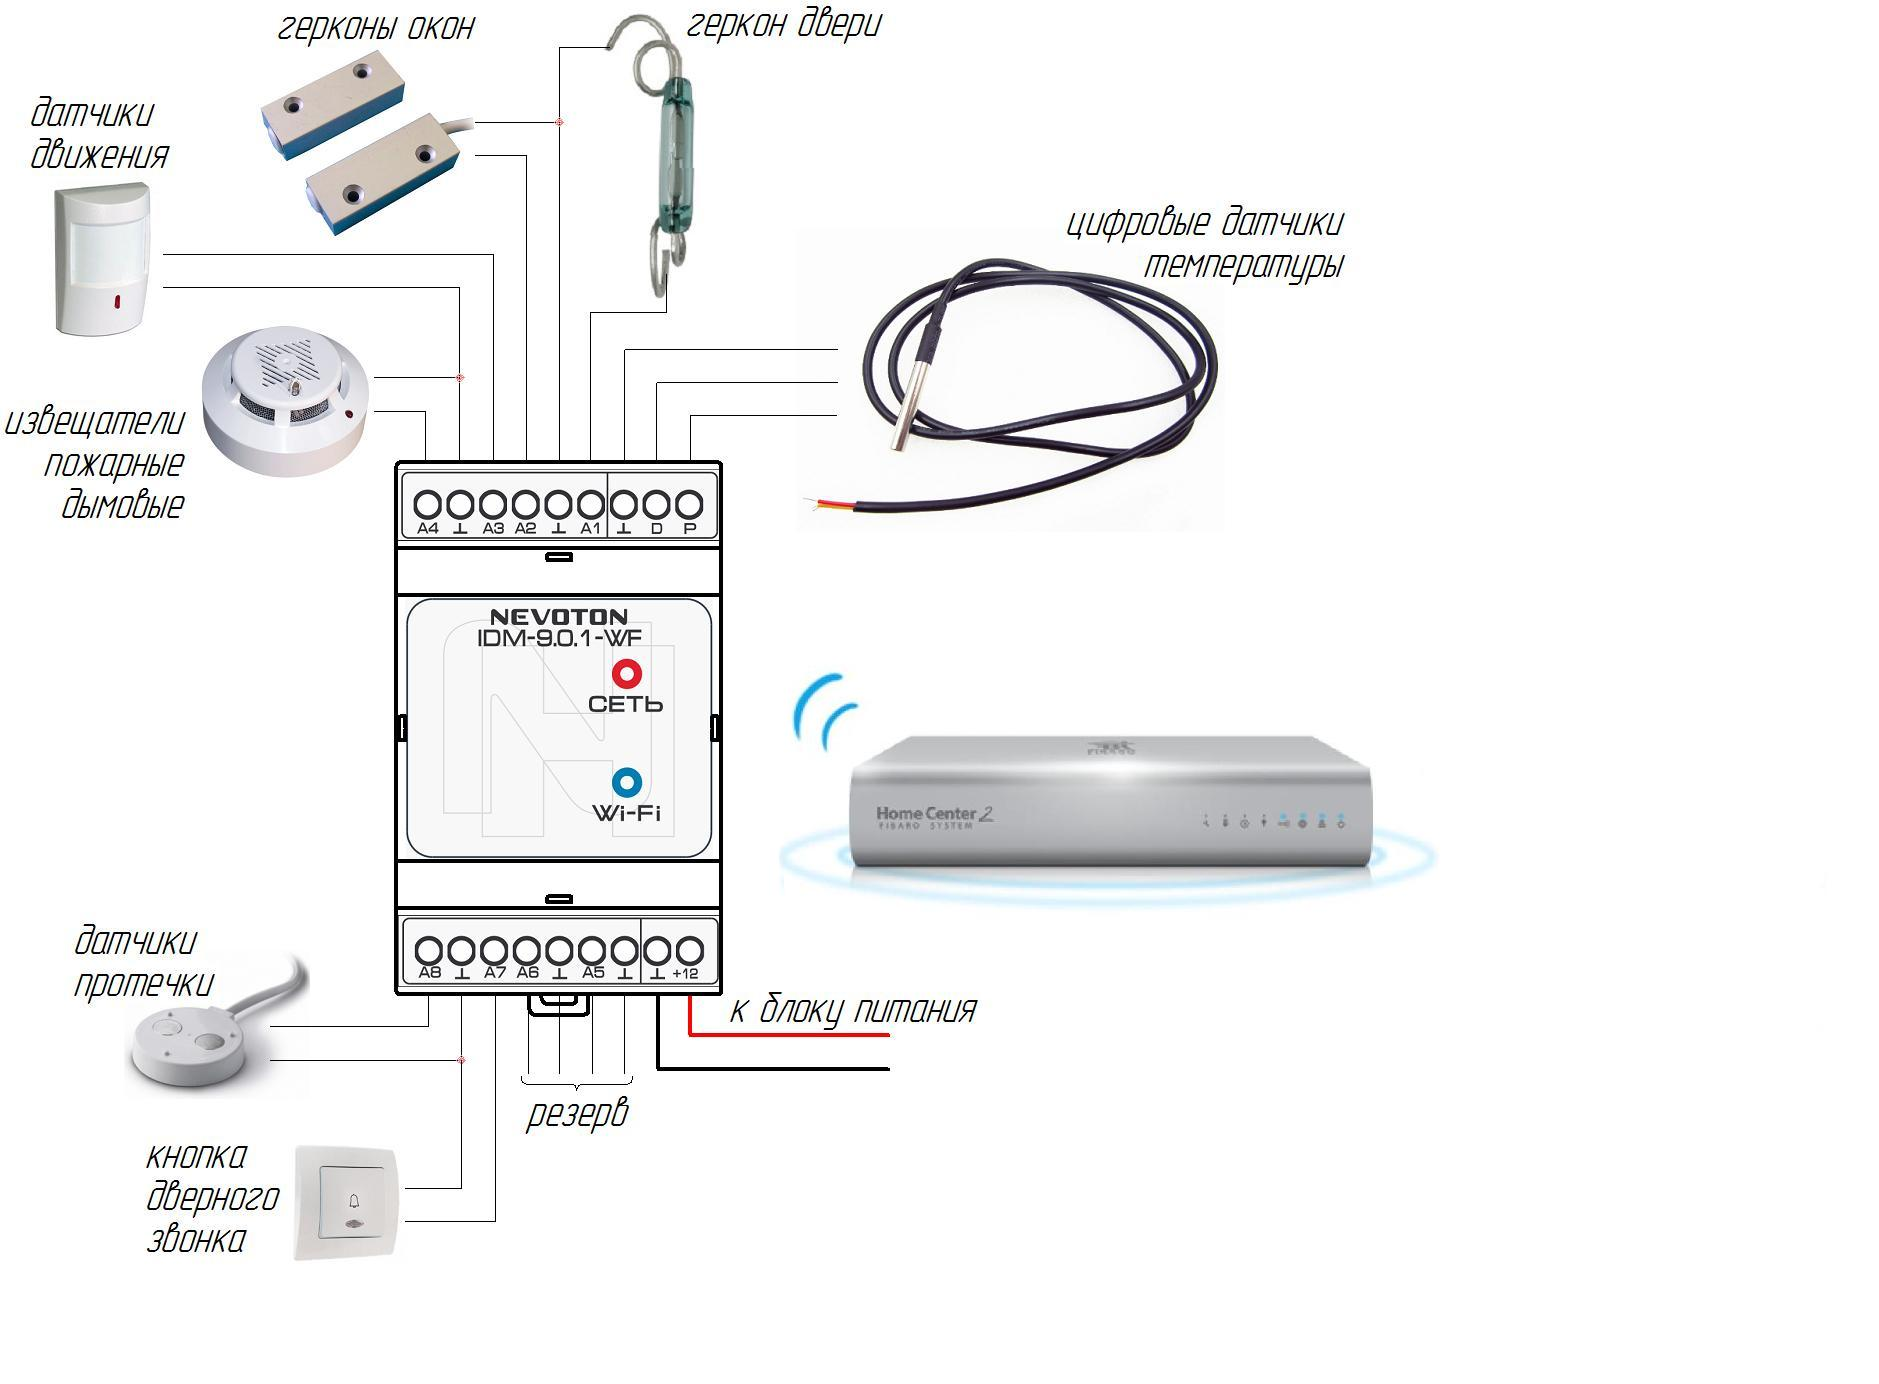 герконы окон
геркон двери
датчики
движения
цифровые датчики
температуры
извещатели
пожарные
дымовые
A4 ⊥ A3 A2 ⊥ A1 ⊥ D P
NEVOTON
IDM-9.0.1-WF
СЕТЬ
Wi-Fi
FIBARO
Home Center 2
FIBARO SYSTEM
A8 ⊥ A7 A6 ⊥ A5 ⊥ ⊥ +12
датчики
протечки
к блоку питания
резерв
кнопка
дверного
звонка